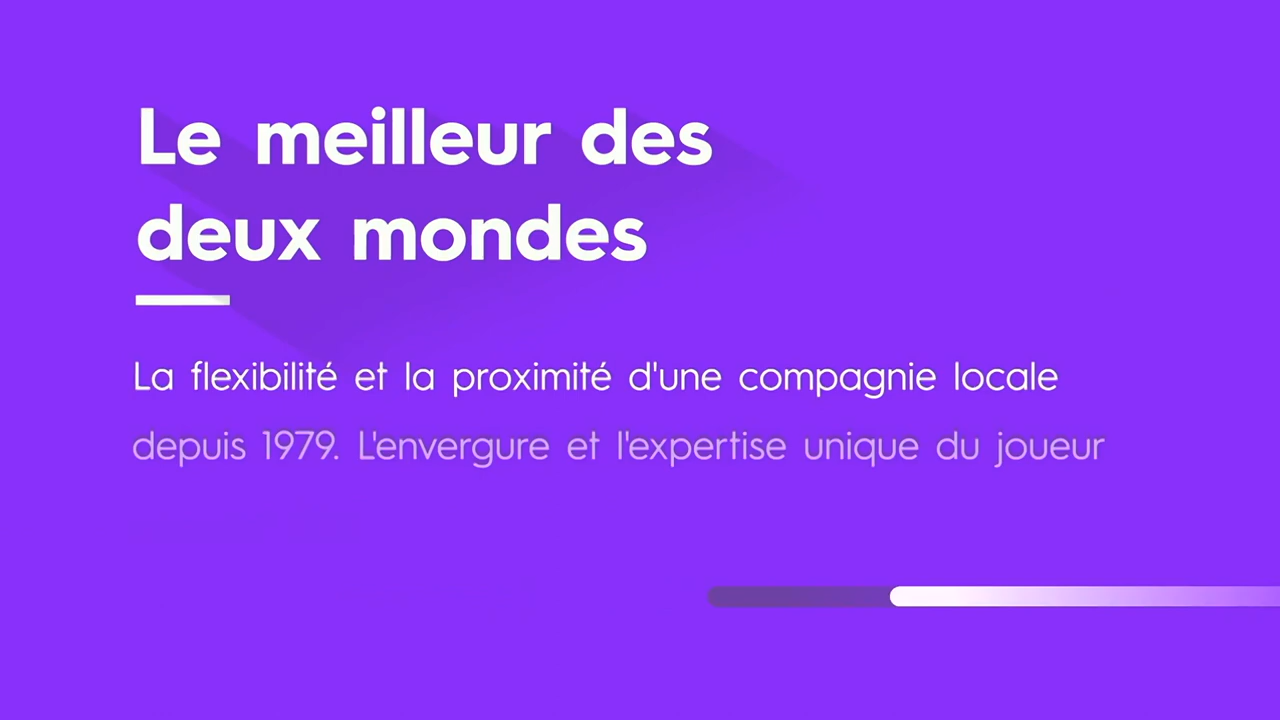 Le meilleur des
deux mondes
La flexibilité et la proximité d'une compagnie locale
depuis 1979. L'envergure et l'expertise unique du joueur